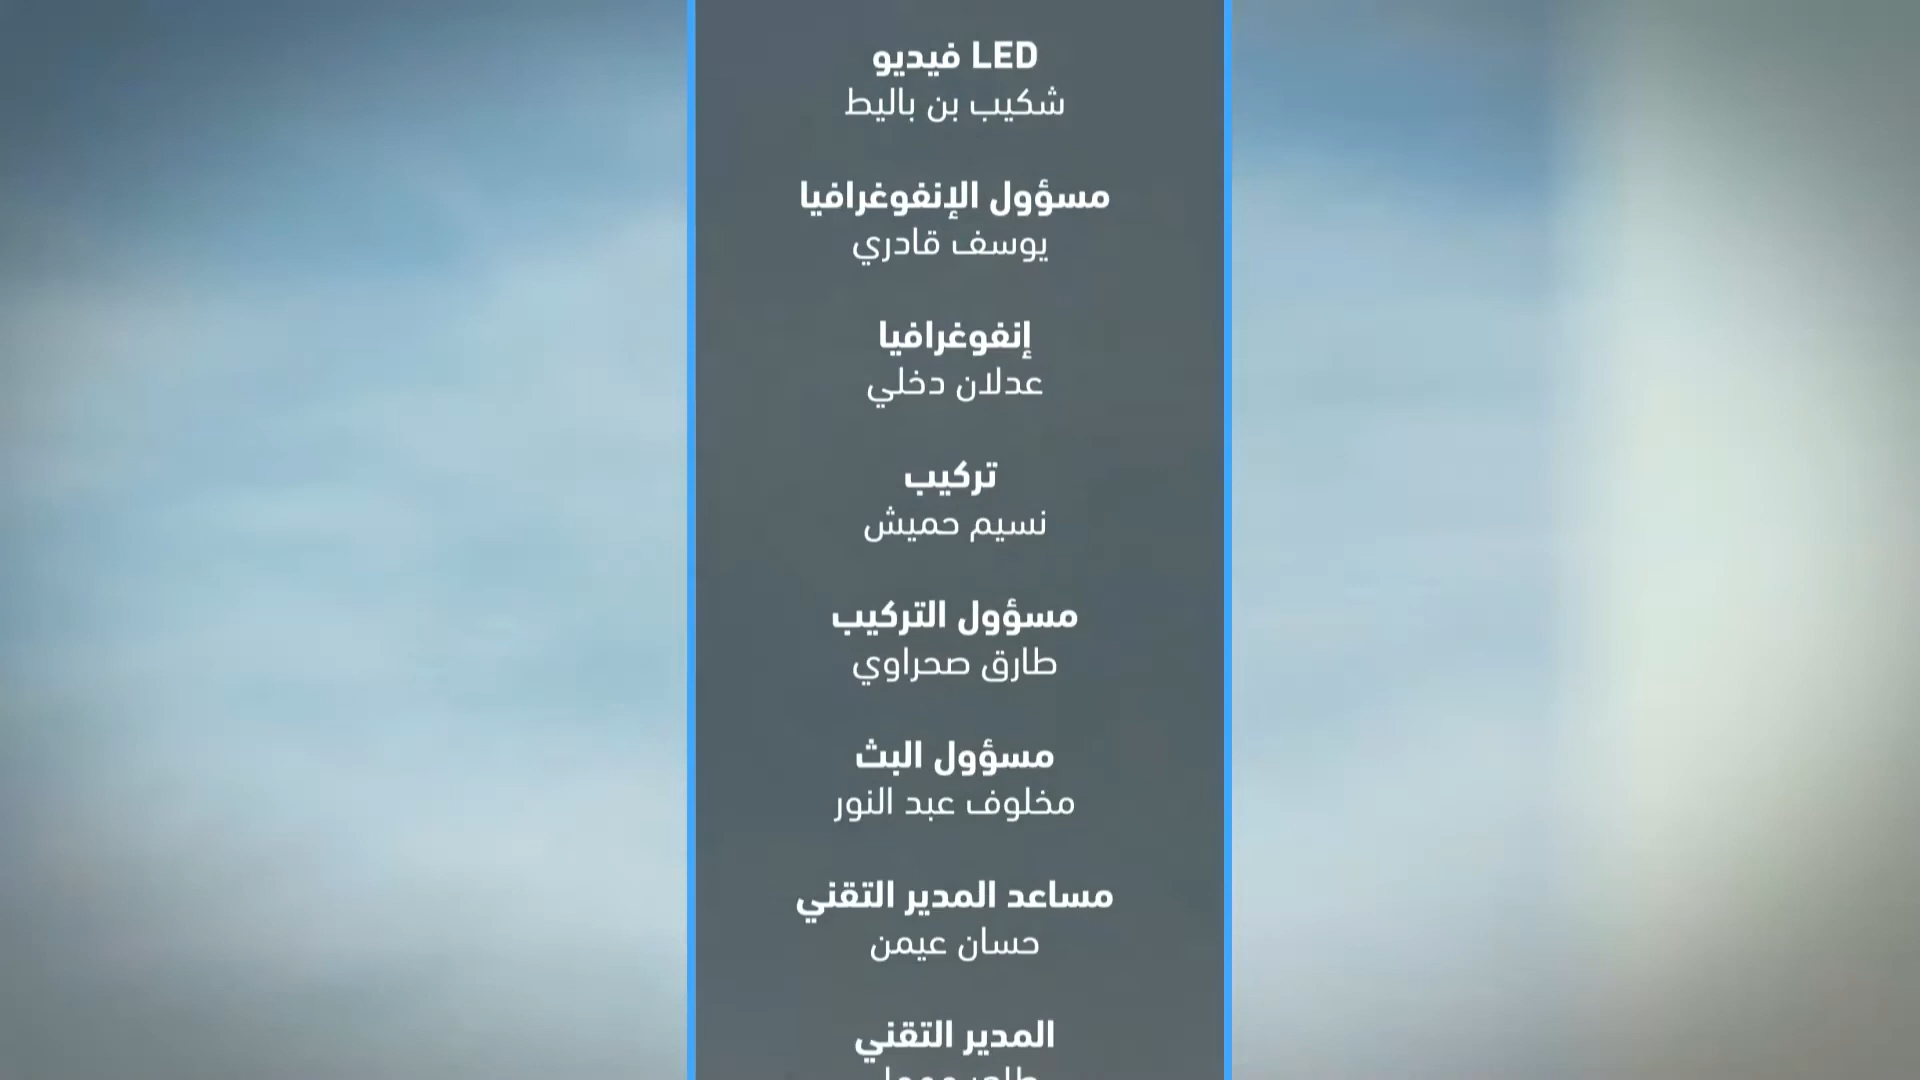 فيديو LED
شكيب بن باليط
مسؤول الإنفوغرافيا
يوسف قادري
إنفوغرافيا
عدلان دخلي
تركيب
نسيم حميش
مسؤول التركيب
طارق صحراوي
مسؤول البث
مخلوف عبد النور
مساعد المدير التقني
حسان عيمن
المدير التقني